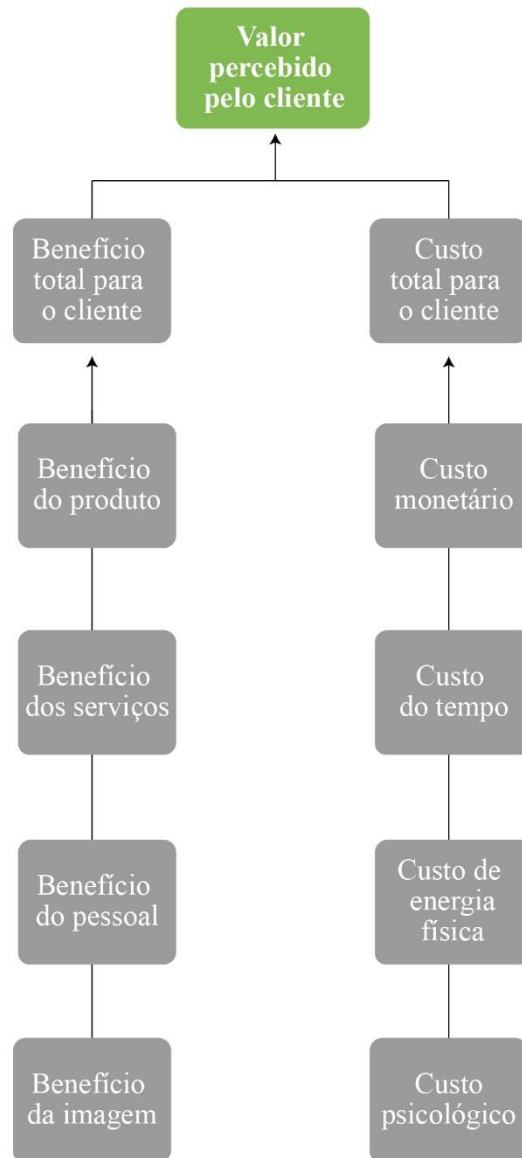 Valor
percebido
pelo cliente
Benefício
total para
o cliente
Custo
total para
o cliente
Benefício
do produto
Custo
monetário
Benefício
dos serviços
Custo
do tempo
Benefício
do pessoal
Custo de
energia
física
Benefício
da imagem
Custo
psicológico